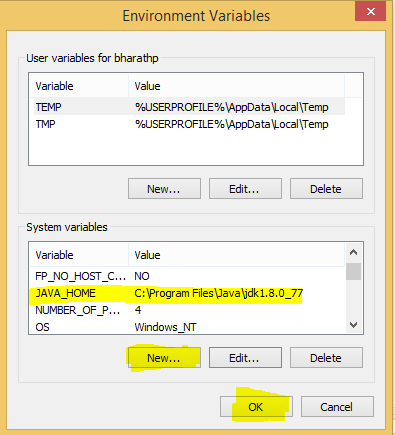 Environment Variables
User variables for bharathp
Variable Value
TEMP %USERPROFILE%\AppData\Local\Temp
TMP %USERPROFILE%\AppData\Local\Temp
New... Edit... Delete
System variables
Variable Value
FP_NO_HOST_C... NO
JAVA_HOME C:\Program Files\Java\jdk1.8.0_77
NUMBER_OF_P... 4
OS Windows_NT
New... Edit... Delete
OK Cancel